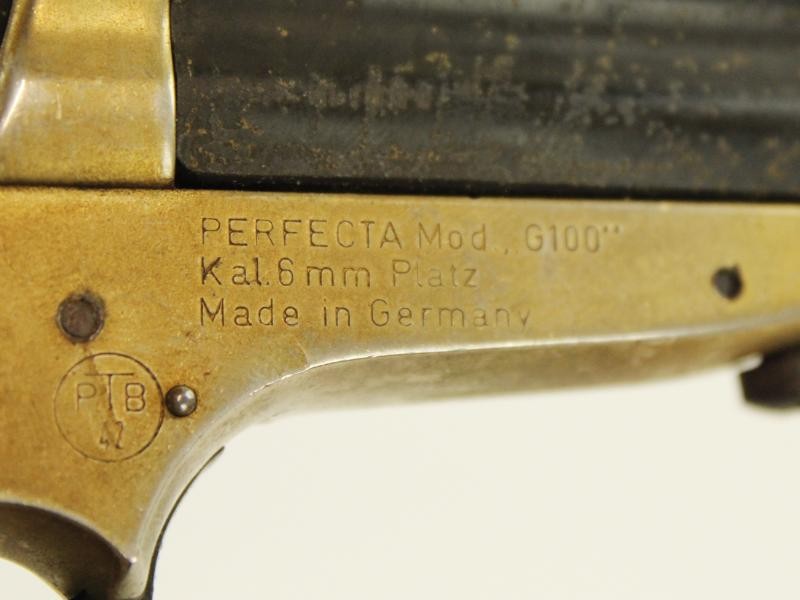 PERFECTA Mod. „G100"
Kal.6mm Platz
Made in Germany
PTB
42